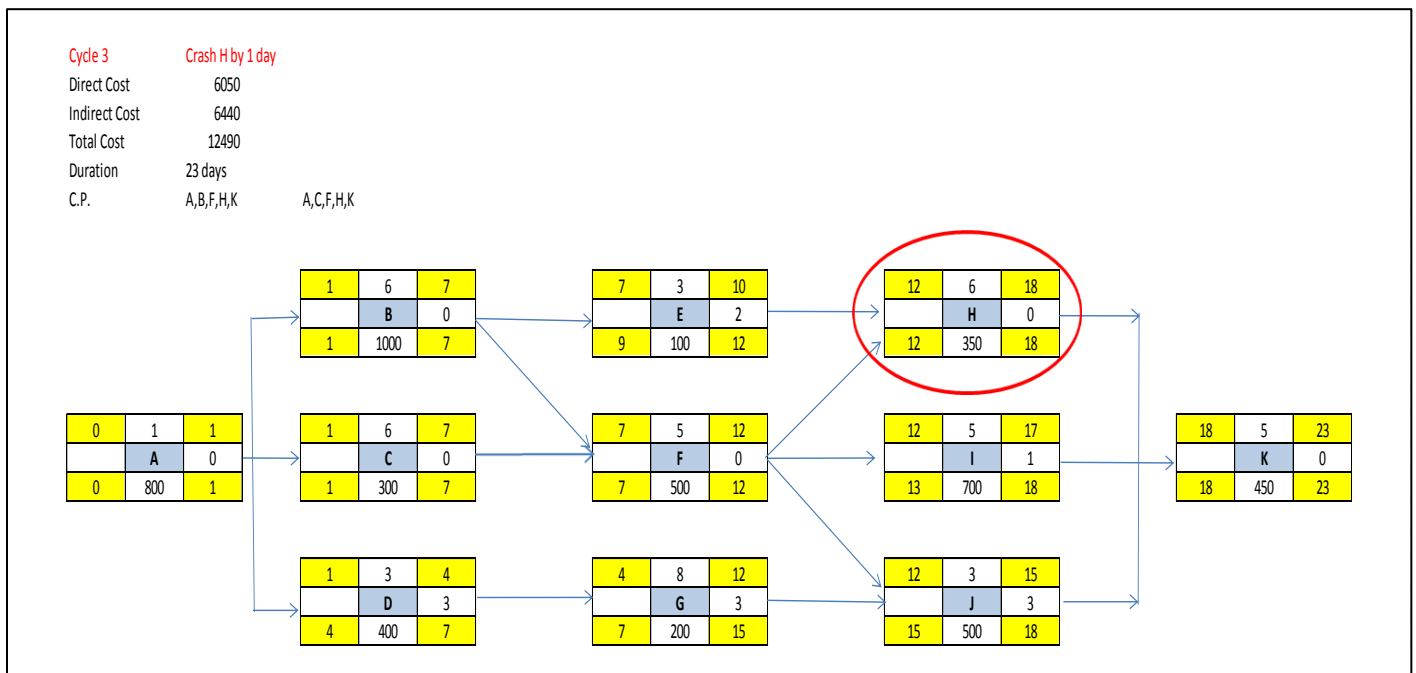 Cycle 3 Crash H by 1 day
Direct Cost 6050
Indirect Cost 6440
Total Cost 12490
Duration 23 days
C.P. A,B,F,H,K A,C,F,H,K
1 6 7 7 3 10 12 6 18
B 0 E 2 H 0
1 1000 7 9 100 12 12 350 18
0 1 1 1 6 7 7 5 12 12 5 17 18 5 23
A 0 C 0 F 0 I 1 K 0
0 800 1 1 300 7 7 500 12 13 700 18 18 450 23
1 3 4 4 8 12 12 3 15
D 3 G 3 J 3
4 400 7 7 200 15 15 500 18